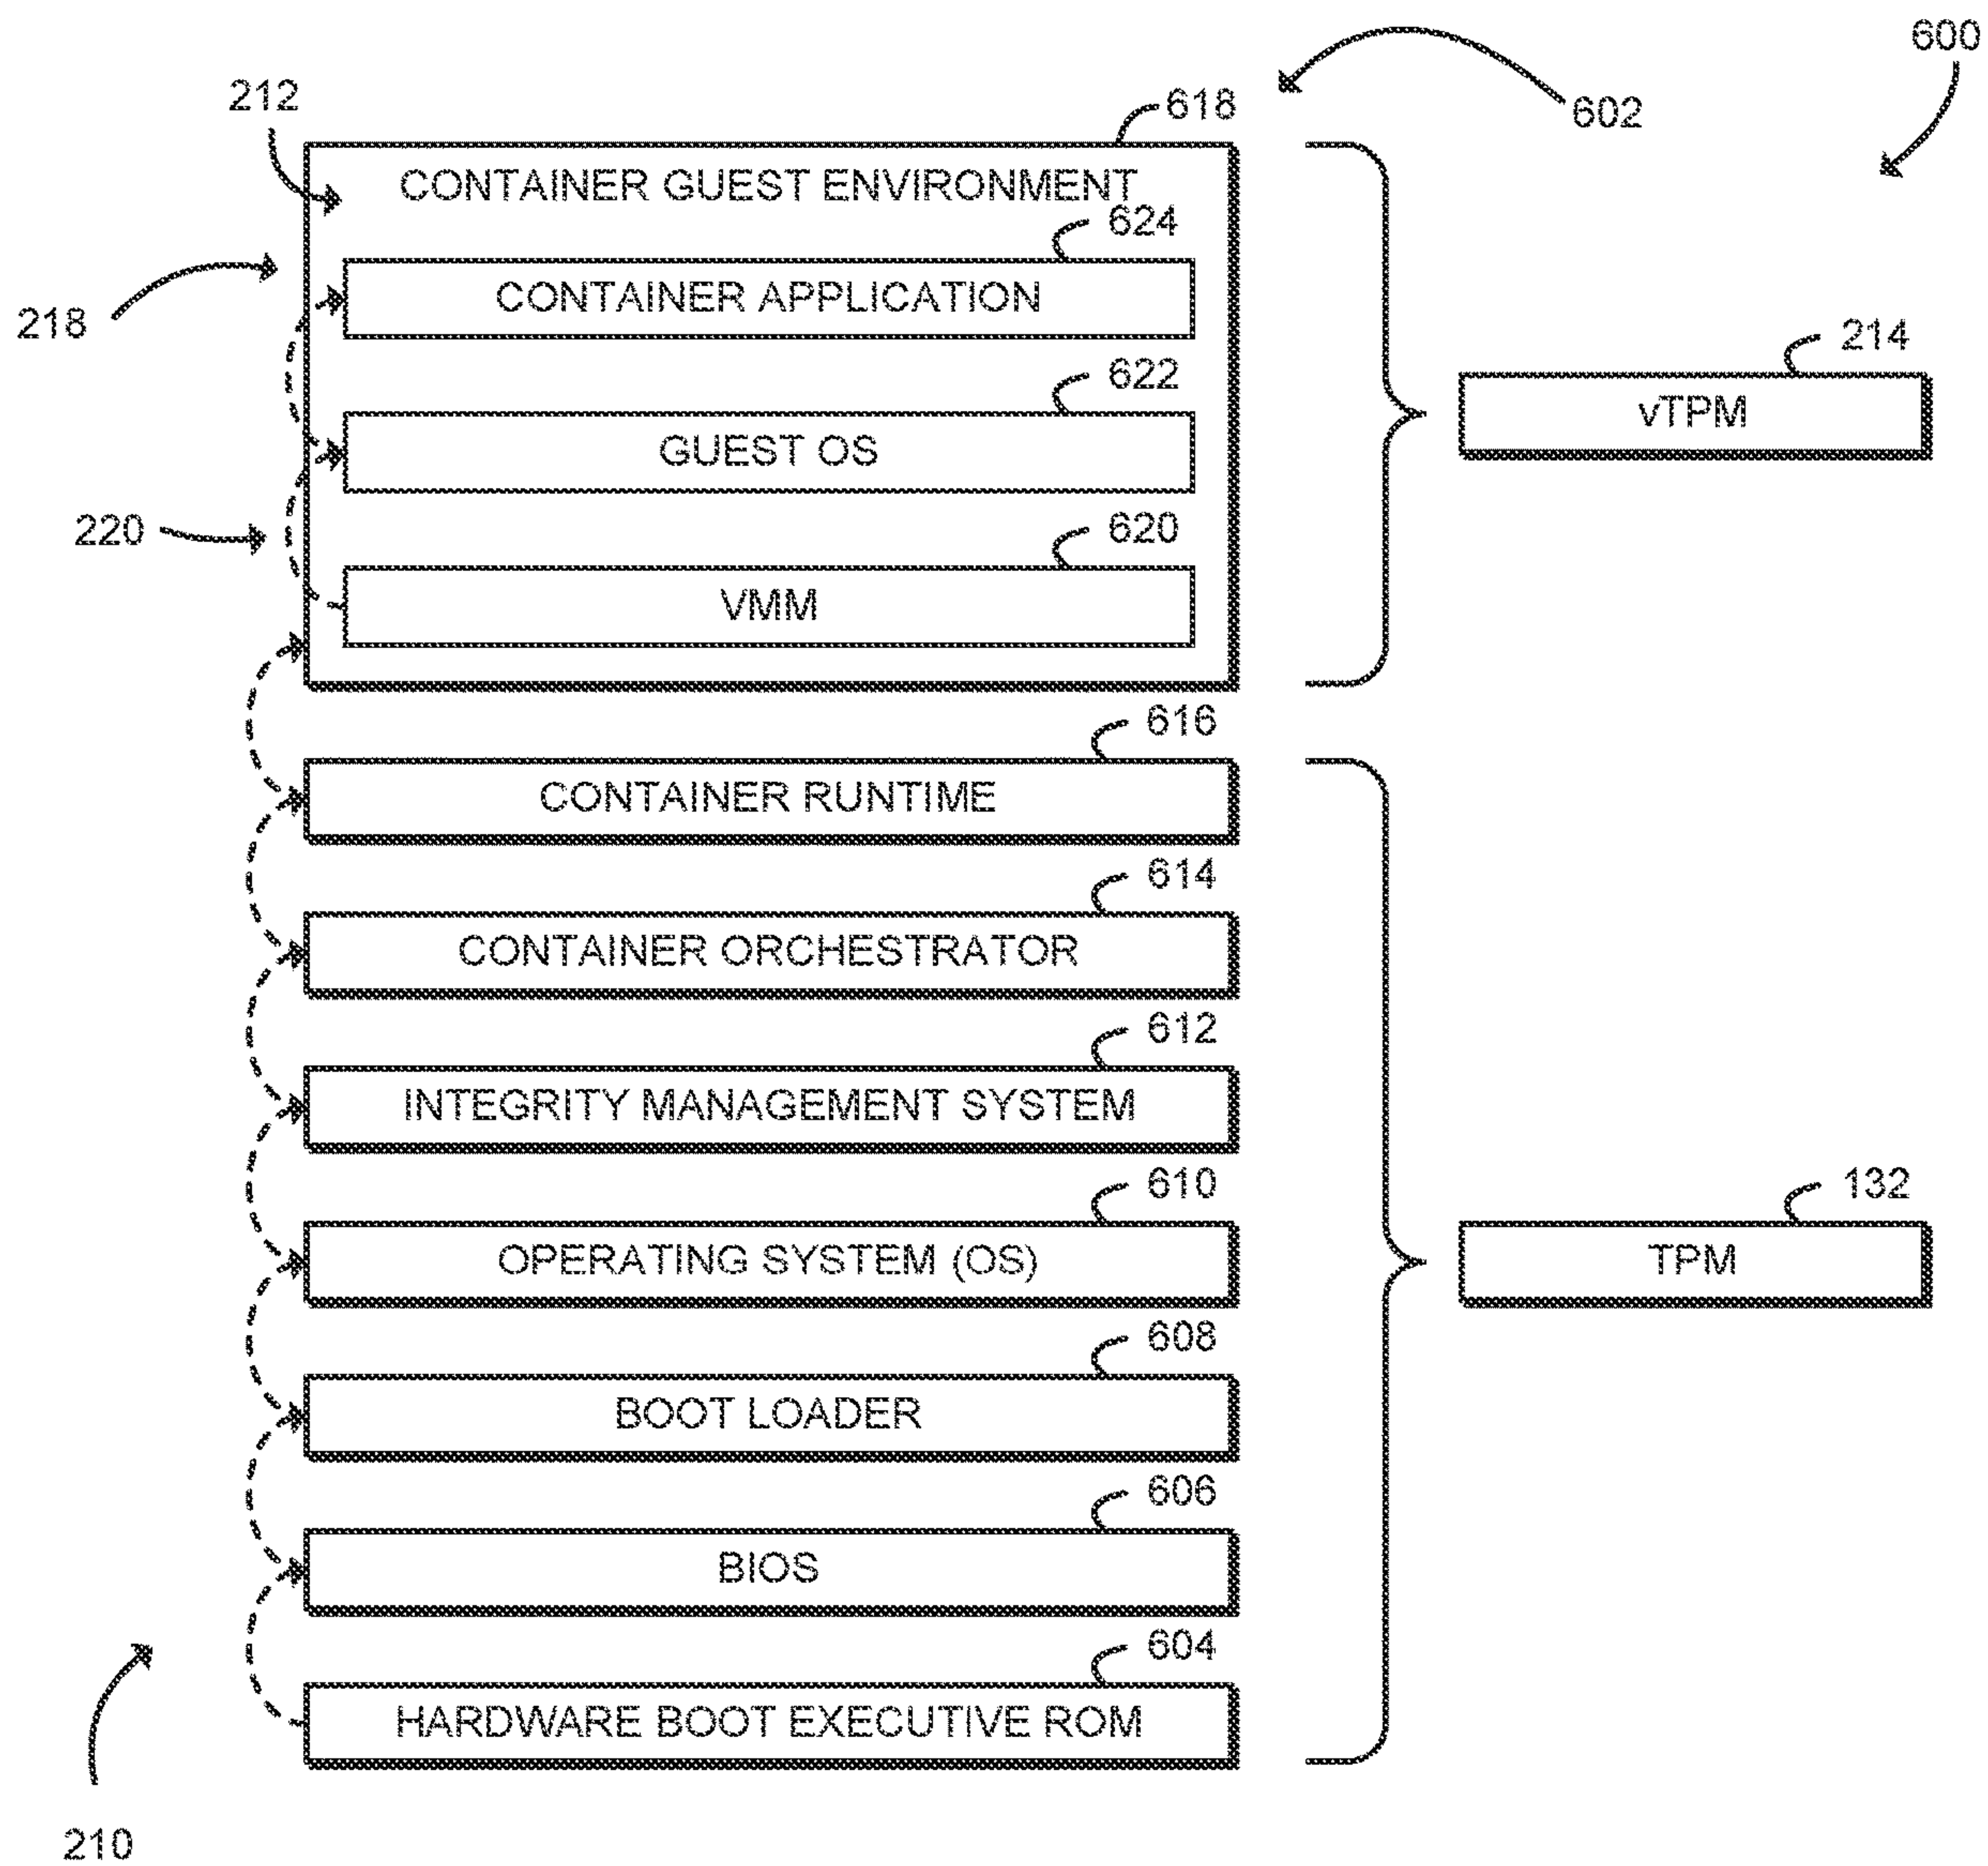 600
212
618
602
CONTAINER GUEST ENVIRONMENT
624
218
CONTAINER APPLICATION
214
622
vTPM
GUEST OS
220
620
VMM
616
CONTAINER RUNTIME
614
CONTAINER ORCHESTRATOR
612
INTEGRITY MANAGEMENT SYSTEM
610
132
OPERATING SYSTEM (OS)
TPM
608
BOOT LOADER
606
BIOS
604
HARDWARE BOOT EXECUTIVE ROM
210